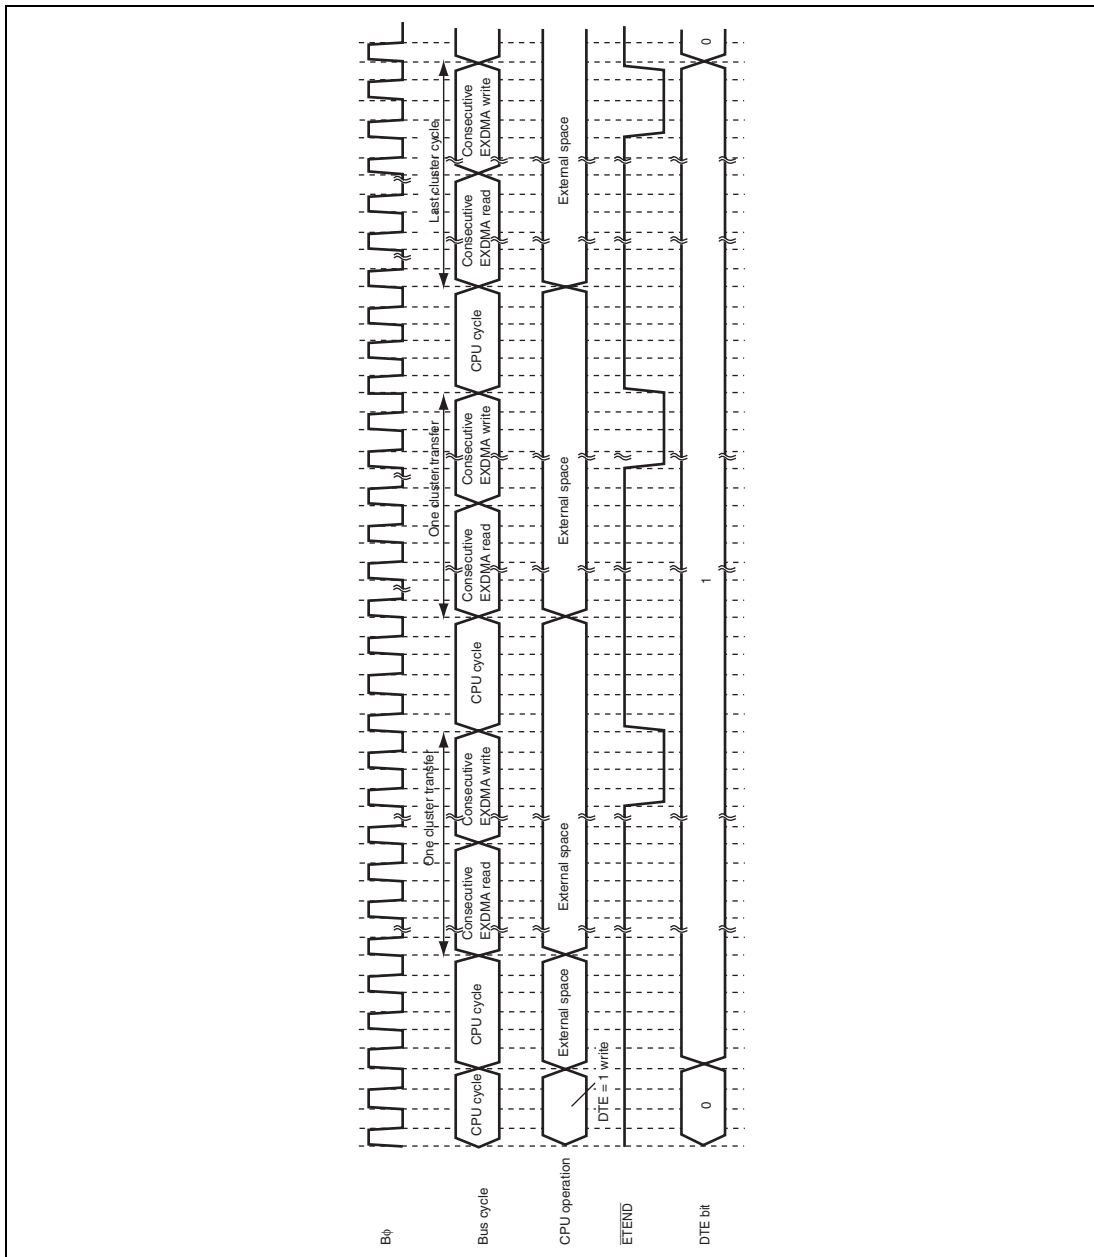 Bϕ
One cluster transfer
One cluster transfer
Last cluster cycle
Bus cycle
CPU cycle
CPU cycle
Consecutive
EXDMA read
Consecutive
EXDMA write
CPU cycle
Consecutive
EXDMA read
Consecutive
EXDMA write
CPU cycle
Consecutive
EXDMA read
Consecutive
EXDMA write
CPU operation
External space
External space
External space
External space
DTE = 1 write
ETEND
DTE bit
0
1
0